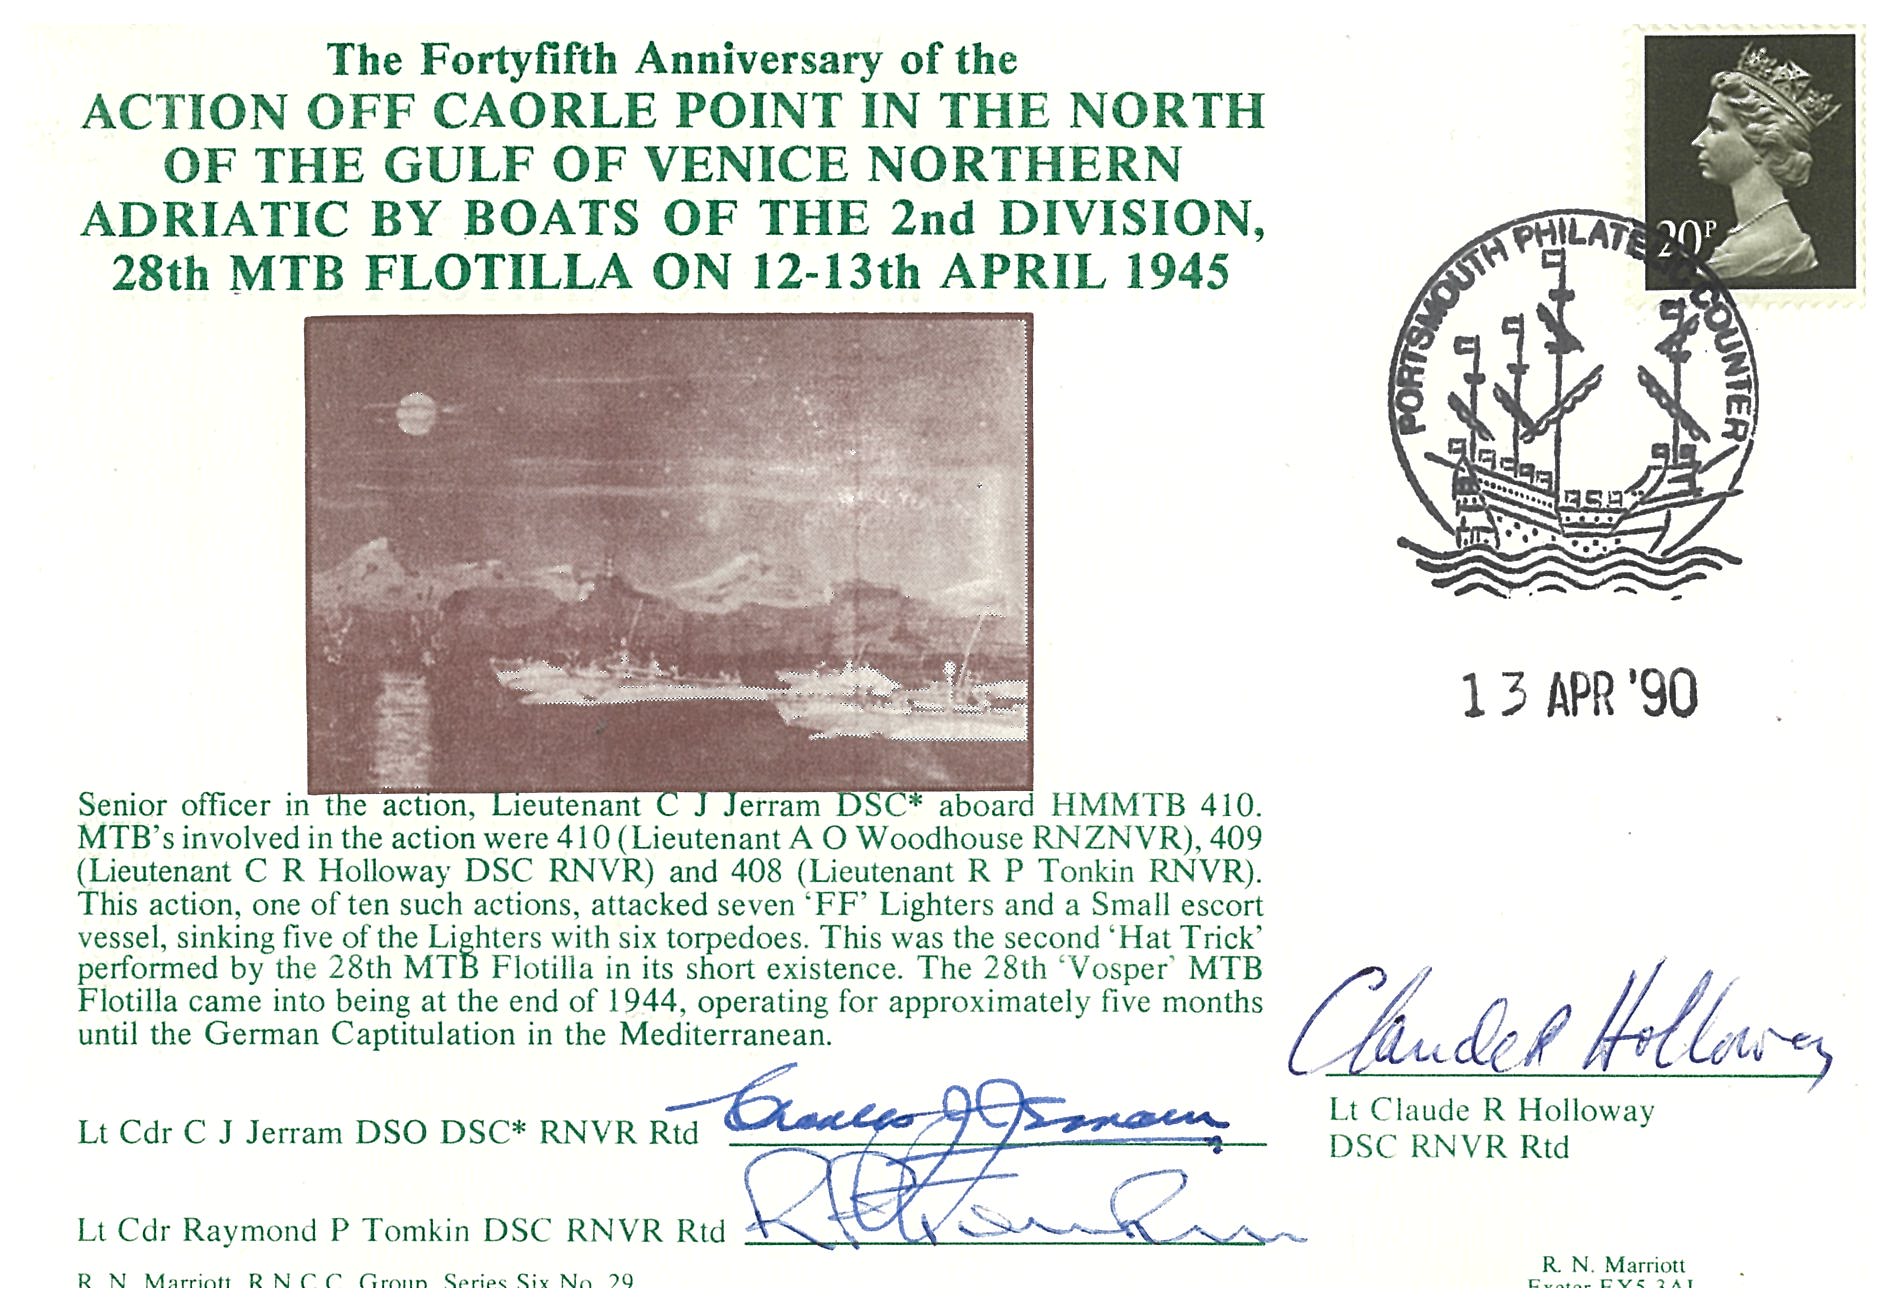 The Fortyfifth Anniversary of the
ACTION OFF CAORLE POINT IN THE NORTH
OF THE GULF OF VENICE NORTHERN
ADRIATIC BY BOATS OF THE 2nd DIVISION,
28th MTB FLOTILLA ON 12-13th APRIL 1945
20P
PORTSMOUTH PHILATELIC COUNTER
13 APR '90
Senior officer in the action, Lieutenant C J Jerram DSC* aboard HMMTB 410.
MTB's involved in the action were 410 (Lieutenant A O Woodhouse RNZNVR), 409
(Lieutenant C R Holloway DSC RNVR) and 408 (Lieutenant R P Tonkin RNVR).
This action, one of ten such actions, attacked seven 'FF' Lighters and a Small escort
vessel, sinking five of the Lighters with six torpedoes. This was the second 'Hat Trick'
performed by the 28th MTB Flotilla in its short existence. The 28th 'Vosper' MTB
Flotilla came into being at the end of 1944, operating for approximately five months
until the German Captitulation in the Mediterranean.
Claude R Holloway
Lt Claude R Holloway
DSC RNVR Rtd
Lt Cdr C J Jerram DSO DSC* RNVR Rtd Charles J Jerram
Lt Cdr Raymond P Tomkin DSC RNVR Rtd R P Tonkin
R. N. Marriott R.N.C.C. Group, Series Six No. 29
R. N. Marriott
Exeter EX5 3AL